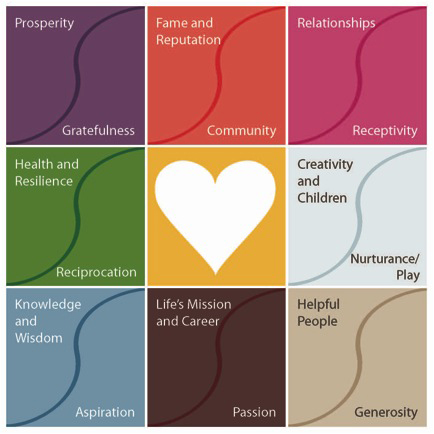 Prosperity
Gratefulness
Fame and
Reputation
Community
Relationships
Receptivity
Health and
Resilience
Reciprocation
Creativity
and
Children
Nurturance/
Play
Knowledge
and
Wisdom
Aspiration
Life's Mission
and Career
Passion
Helpful
People
Generosity